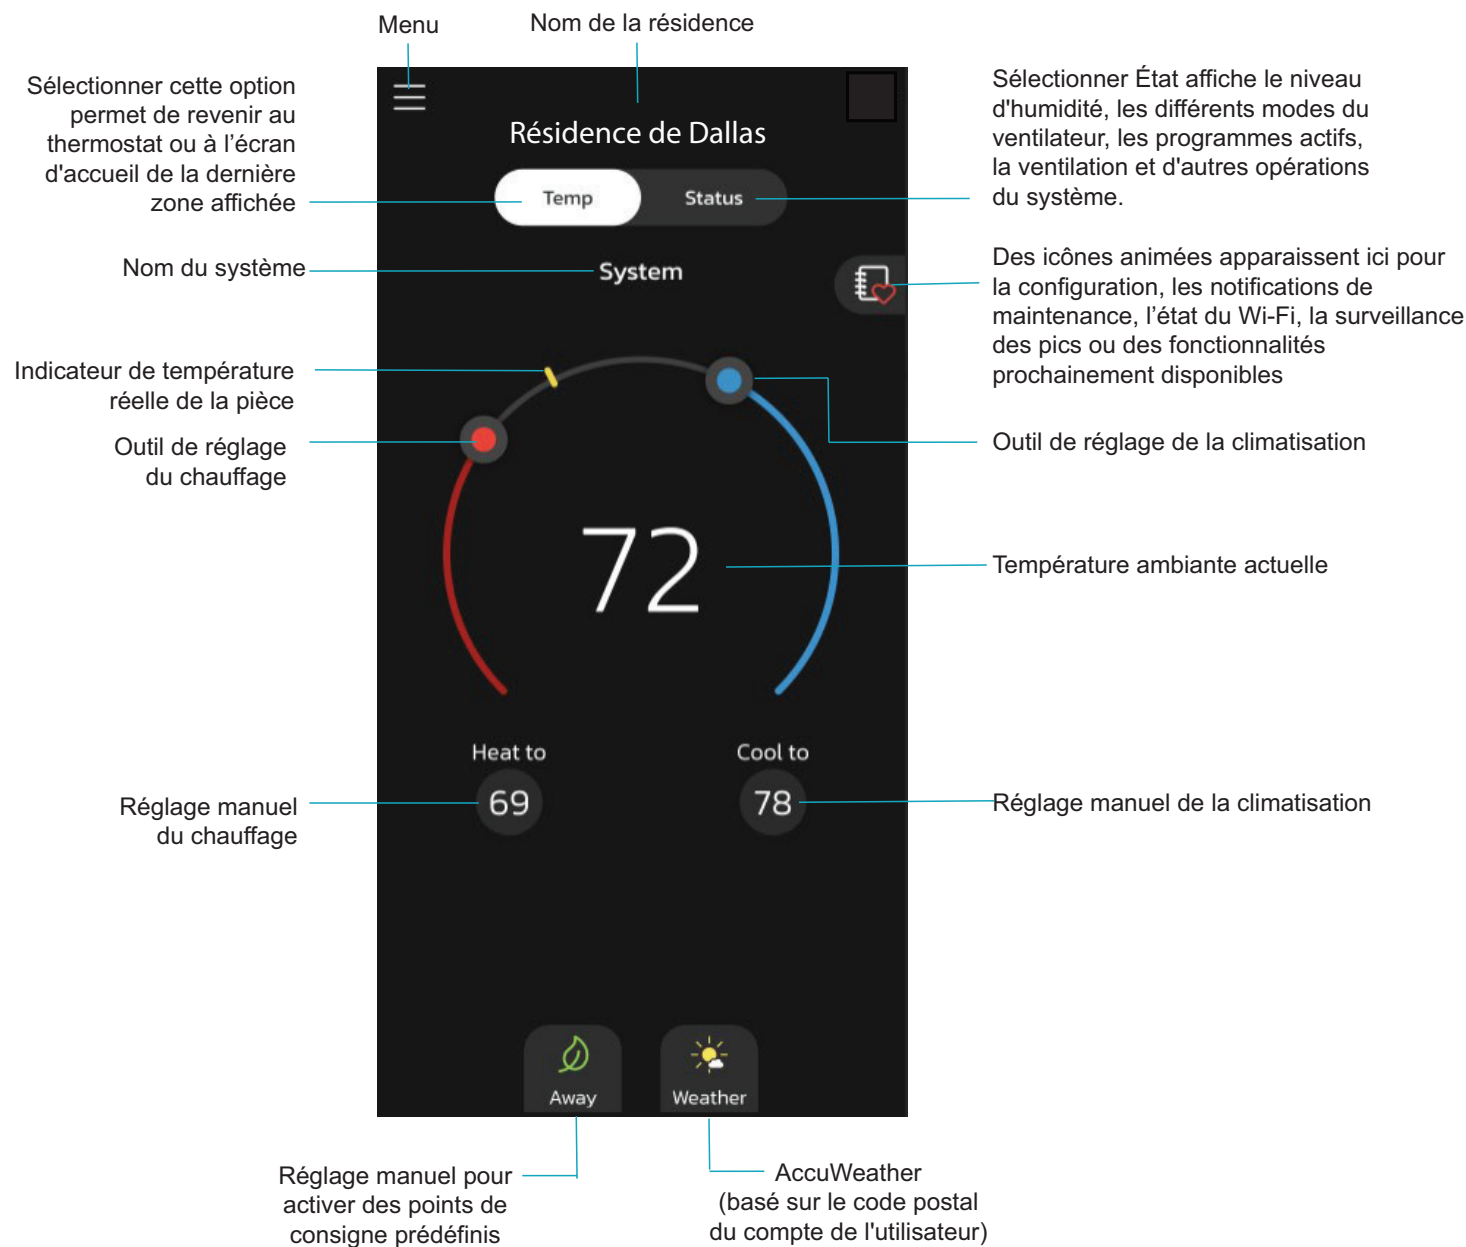 Menu
Nom de la résidence
Sélectionner cette option
permet de revenir au
thermostat ou à l’écran
d'accueil de la dernière
zone affichée
Sélectionner État affiche le niveau
d'humidité, les différents modes du
ventilateur, les programmes actifs,
la ventilation et d'autres opérations
du système.
Résidence de Dallas
Temp
Status
Nom du système
System
Des icônes animées apparaissent ici pour
la configuration, les notifications de
maintenance, l’état du Wi-Fi, la surveillance
des pics ou des fonctionnalités
prochainement disponibles
Indicateur de température
réelle de la pièce
Outil de réglage
du chauffage
Outil de réglage de la climatisation
72
Température ambiante actuelle
Heat to
69
Cool to
78
Réglage manuel
du chauffage
Réglage manuel de la climatisation
Away
Weather
Réglage manuel pour
activer des points de
consigne prédéfinis
AccuWeather
(basé sur le code postal
du compte de l'utilisateur)